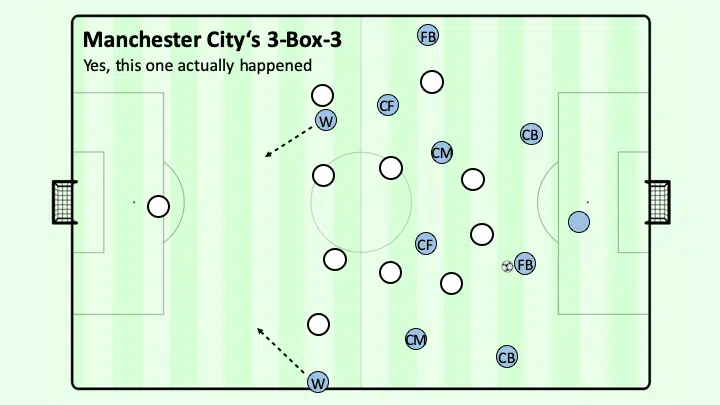 Manchester City‘s 3-Box-3
Yes, this one actually happened
FB
CF
W
CB
CM
CF
FB
CM
CB
W